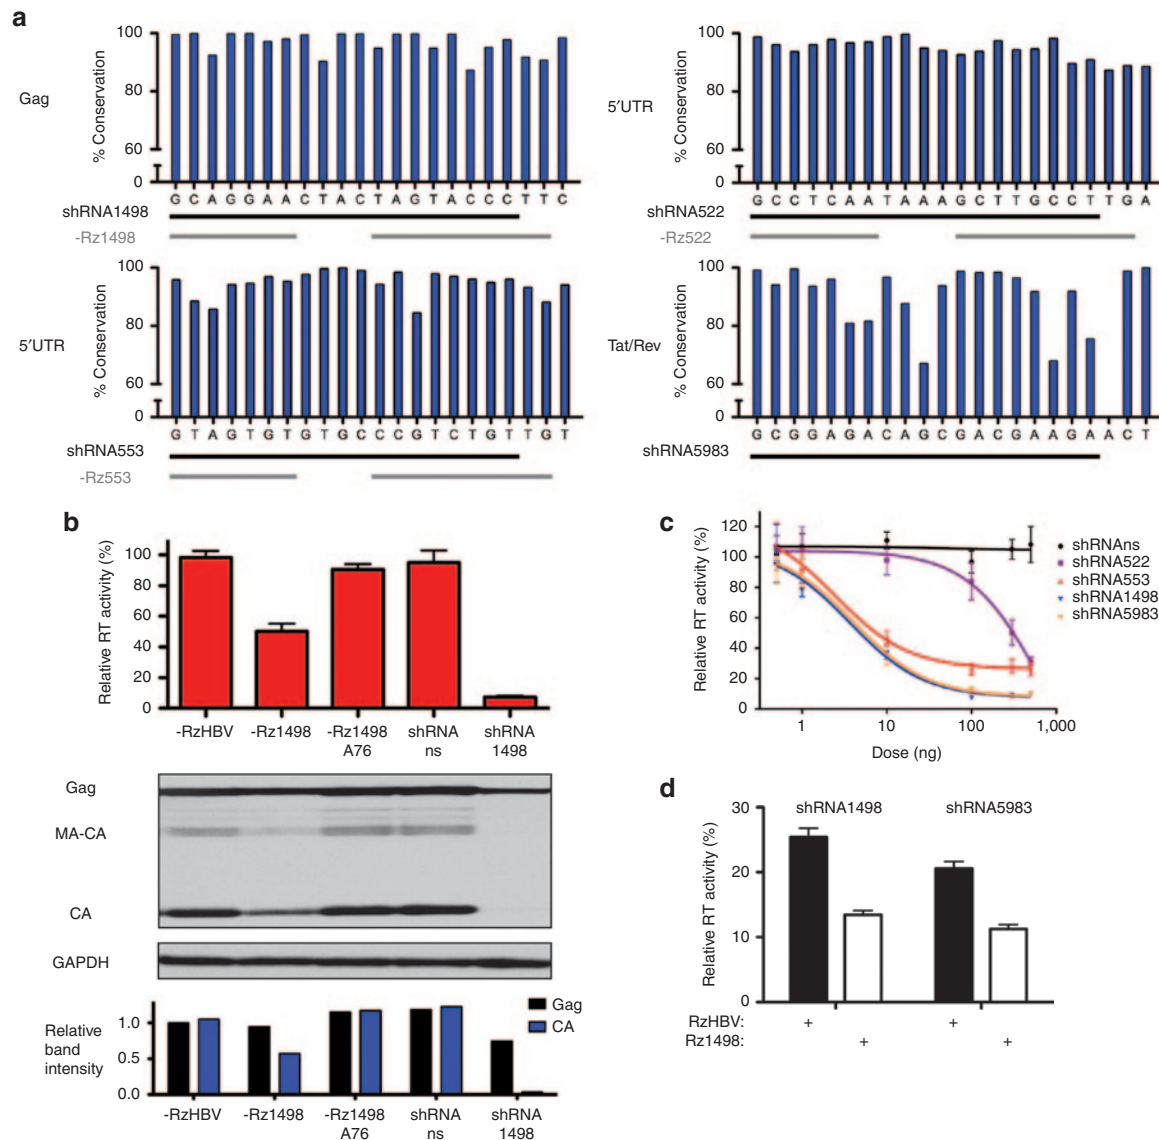 a
Gag
% Conservation
100
80
60
0
G C A G G A A C T A C T A G T A C C C T T C
shRNA1498
-Rz1498
5′UTR
% Conservation
100
80
60
0
G C C T C A A T A A A G C T T G C C T T G A
shRNA522
-Rz522
5′UTR
% Conservation
100
80
60
0
G T A G T G T G T G C C C G T C T G T T G T
shRNA553
-Rz553
Tat/Rev
% Conservation
100
80
60
0
G C G G A G A C A G C G A C G A A G A A C T
shRNA5983
b
Relative RT activity (%)
100
80
60
40
20
0
-RzHBV
-Rz1498
-Rz1498 A76
shRNA ns
shRNA 1498
Gag
MA-CA
CA
GAPDH
Relative band intensity
1.0
0.5
0.0
Gag
CA
-RzHBV
-Rz1498
-Rz1498 A76
shRNA ns
shRNA 1498
c
Relative RT activity (%)
120
100
80
60
40
20
0
1
10
100
1,000
Dose (ng)
shRNAns
shRNA522
shRNA553
shRNA1498
shRNA5983
d
Relative RT activity (%)
30
20
10
0
shRNA1498
shRNA5983
RzHBV: + +
Rz1498: + +